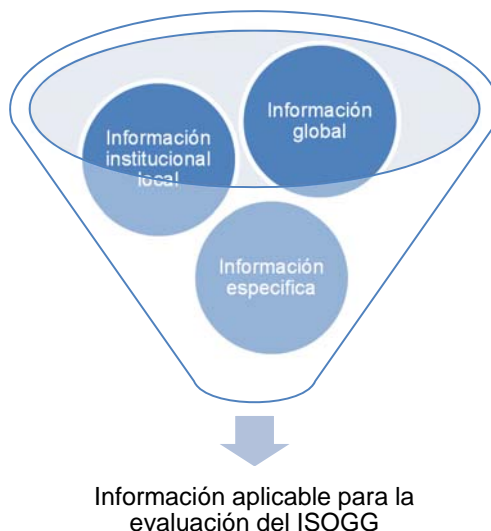 Información
global
Información
institucional
local
Información
especifica
Información aplicable para la
evaluación del ISOGG